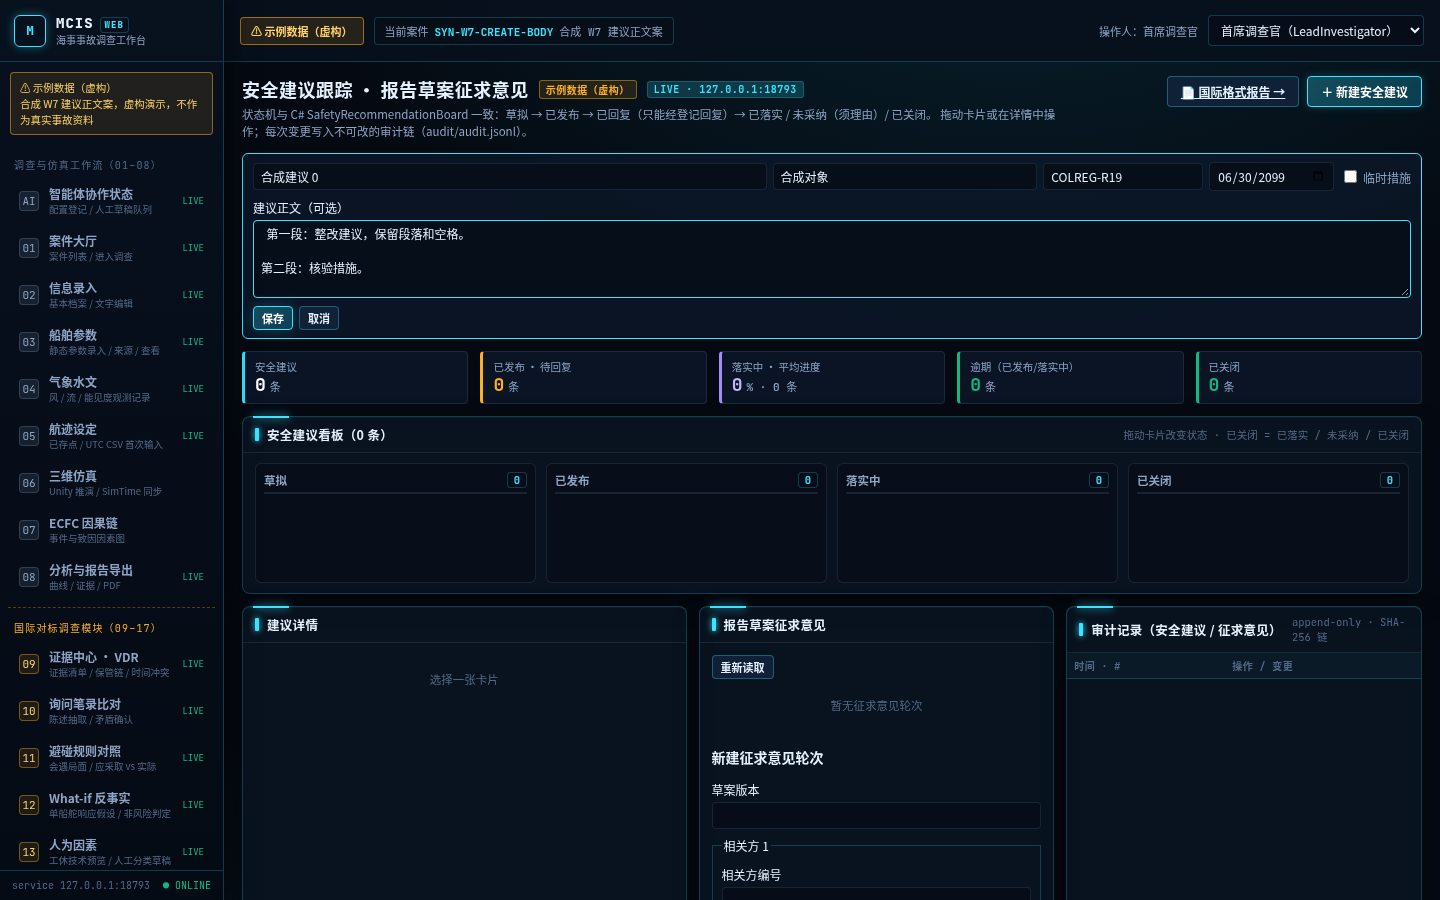 M
MCIS WEB
海事事故调查工作台
⚠ 示例数据（虚构）
合成 W7 建议正文案，虚构演示，不作
为真实事故资料
调查与仿真工作流（01-08）
AI 智能体协作状态 LIVE
配置登记 / 人工草稿队列
01 案件大厅 LIVE
案件列表 / 进入调查
02 信息录入 LIVE
基本档案 / 文字编辑
03 船舶参数 LIVE
静态参数录入 / 来源 / 查看
04 气象水文 LIVE
风 / 流 / 能见度观测记录
05 航迹设定 LIVE
已存点 / UTC CSV 首次输入
06 三维仿真
Unity 推演 / SimTime 同步
07 ECFC 因果链
事件与致因因素图
08 分析与报告导出 LIVE
曲线 / 证据 / PDF
国际对标调查模块（09-17）
09 证据中心 · VDR LIVE
证据清单 / 保管链 / 时间冲突
10 询问笔录比对 LIVE
陈述抽取 / 矛盾确认
11 避碰规则对照 LIVE
会遇局面 / 应采取 vs 实际
12 What-if 反事实 LIVE
单船舵响应假设 / 非风险判定
13 人为因素 LIVE
工休技术预览 / 人工分类草稿
service 127.0.0.1:18793 ● ONLINE
⚠ 示例数据（虚构）
当前案件 SYN-W7-CREATE-BODY 合成 W7 建议正文案
操作人：首席调查官
首席调查官（LeadInvestigator）
安全建议跟踪 · 报告草案征求意见 示例数据（虚构） LIVE · 127.0.0.1:18793
状态机与 C# SafetyRecommendationBoard 一致：草拟 → 已发布 → 已回复（只能经登记回复）→ 已落实 / 未采纳（须理由）/ 已关闭。 拖动卡片或在详情中操
作；每次变更写入不可改的审计链（audit/audit.jsonl）。
📄 国际格式报告 →
＋ 新建安全建议
合成建议 0
合成对象
COLREG-R19
06/30/2099
临时措施
建议正文（可选）
第一段：整改建议，保留段落和空格。
第二段：核验措施。
保存 取消
安全建议
0 条
已发布 · 待回复
0 条
落实中 · 平均进度
0 % · 0 条
逾期（已发布/落实中）
0 条
已关闭
0 条
安全建议看板（0 条）
拖动卡片改变状态 · 已关闭 = 已落实 / 未采纳 / 已关闭
草拟 0
已发布 0
落实中 0
已关闭 0
建议详情
选择一张卡片
报告草案征求意见
重新读取
暂无征求意见轮次
新建征求意见轮次
草案版本
相关方 1
相关方编号
审计记录（安全建议 / 征求意见）
append-only · SHA-
256 链
时间 · # 操作 / 变更